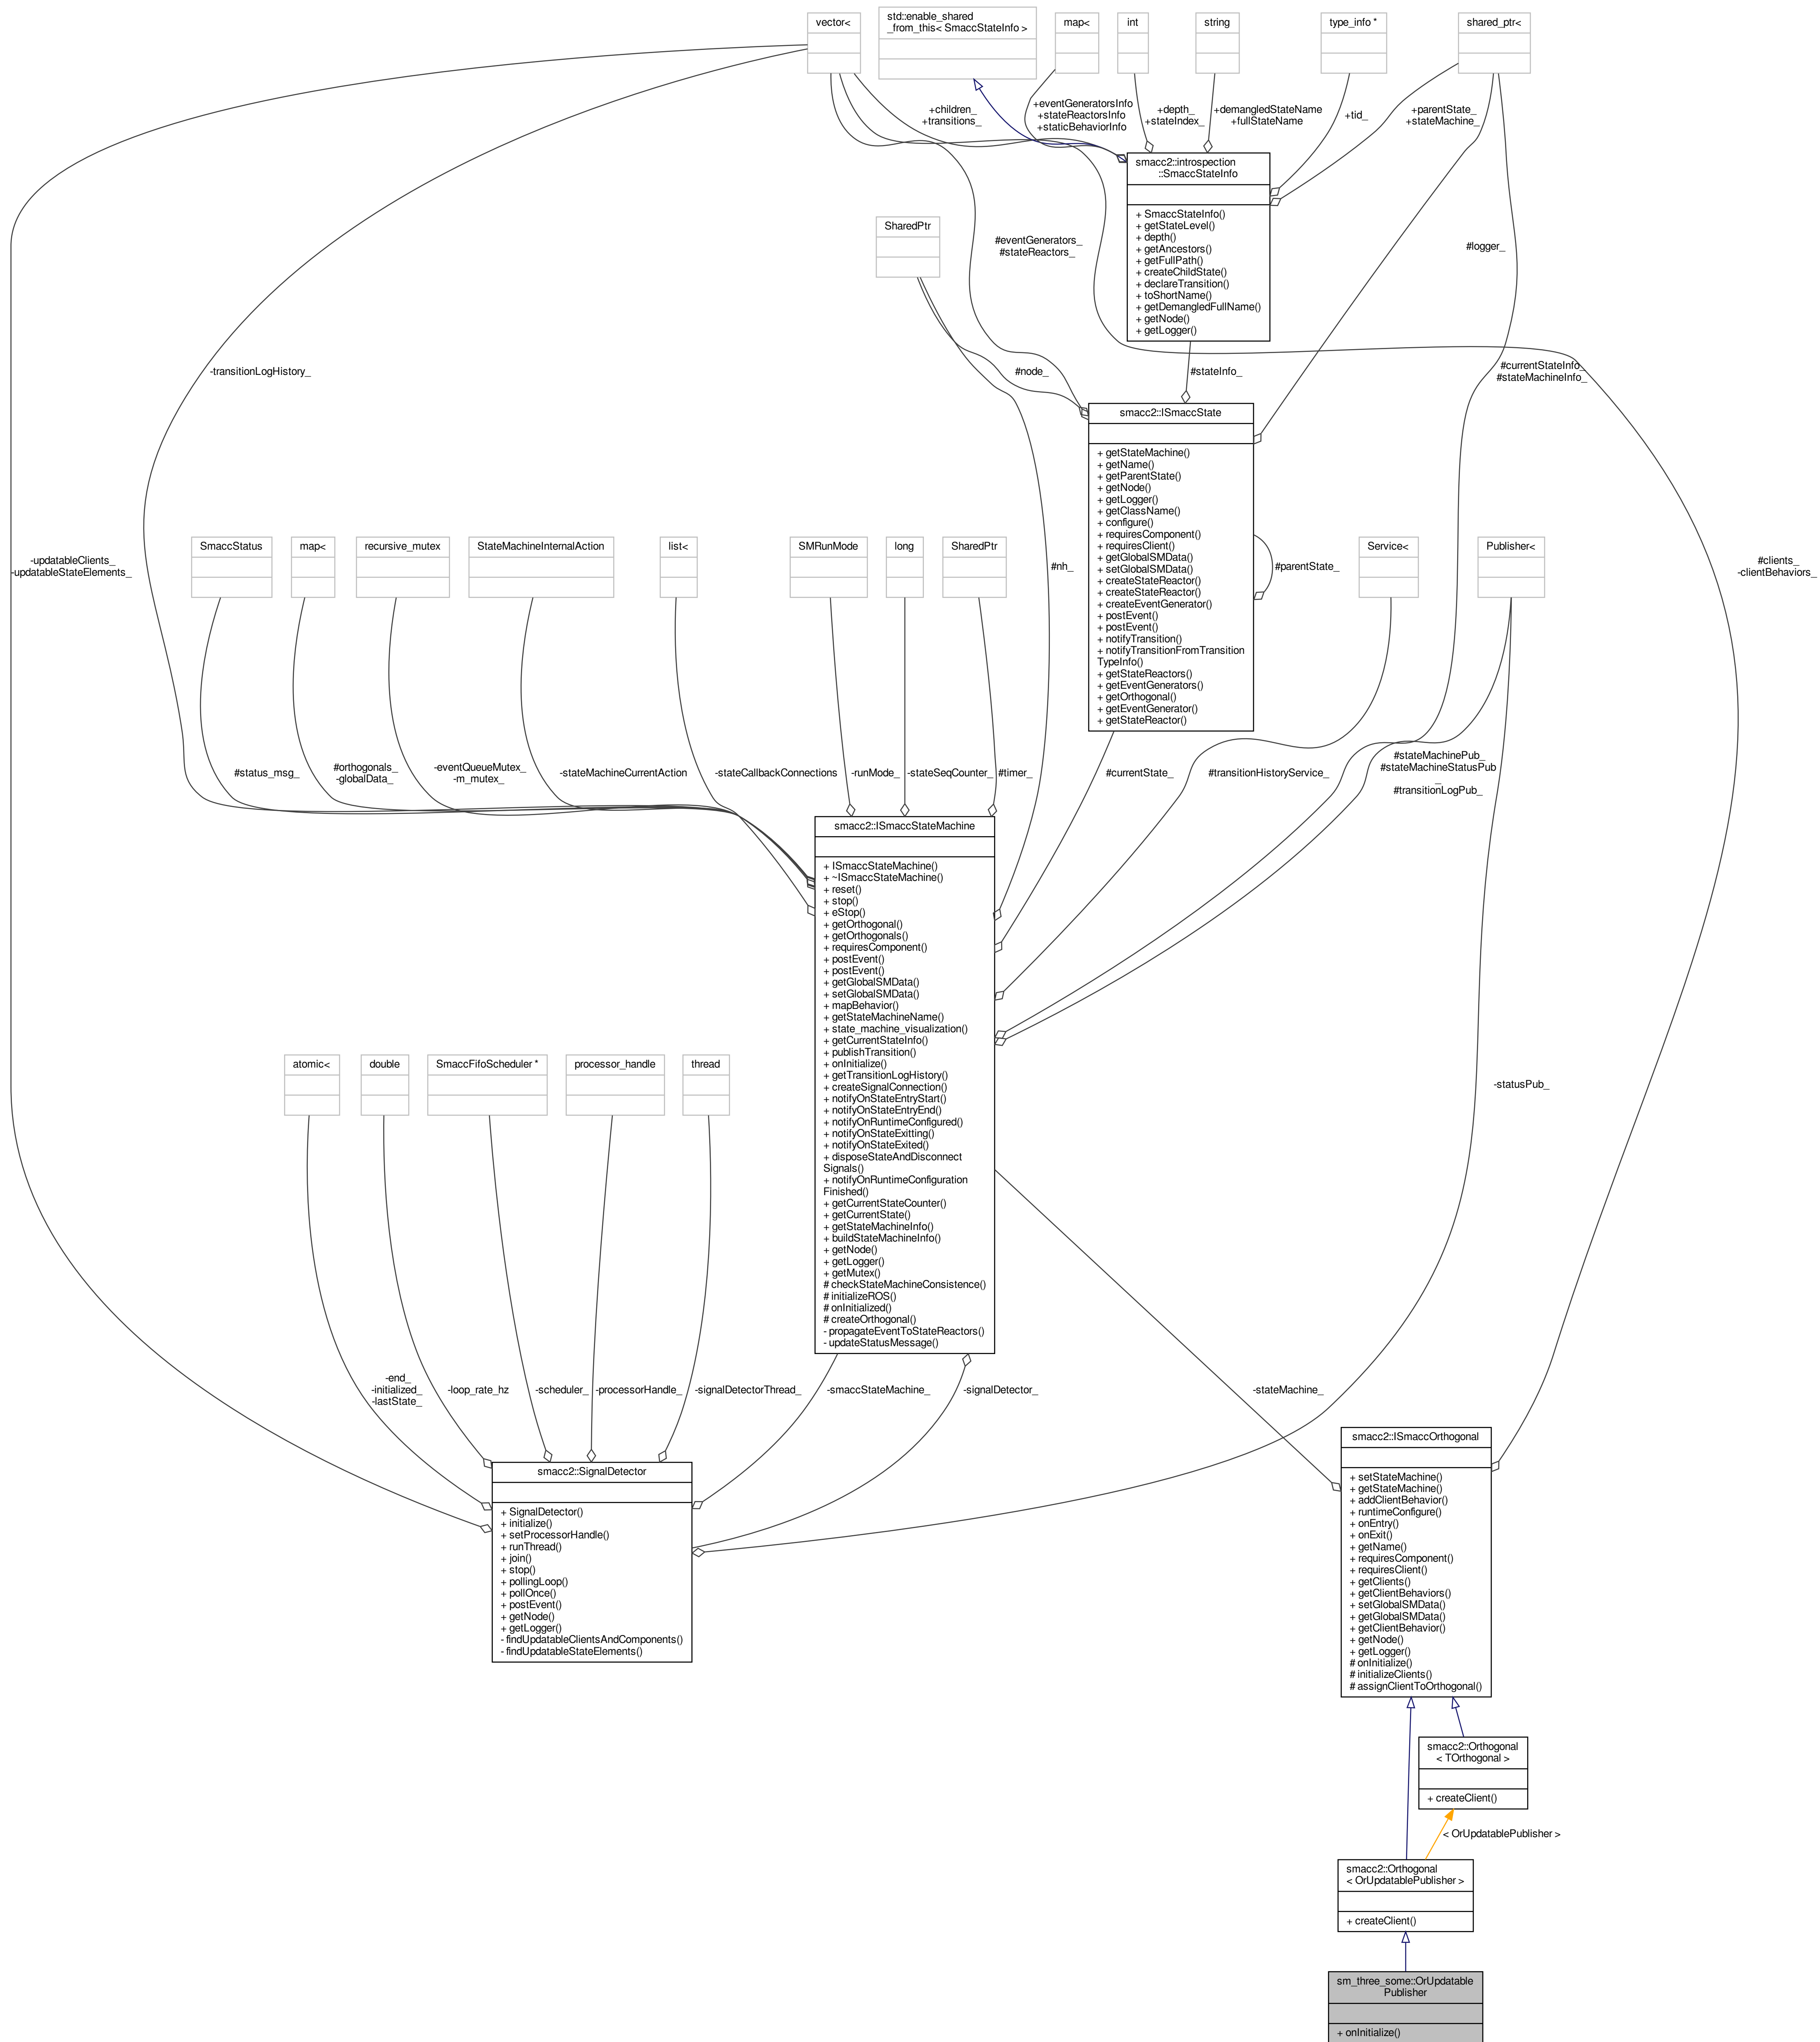 vector<
std::enable_shared
_from_this< SmaccStateInfo >
map<
int
string
type_info *
shared_ptr<
+children_
+transitions_
+eventGeneratorsInfo
+stateReactorsInfo
+staticBehaviorInfo
+depth_
+stateIndex_
+demangledStateName
+fullStateName
+tid_
+parentState_
+stateMachine_
smacc2::introspection
::SmaccStateInfo
+ SmaccStateInfo()
+ getStateLevel()
+ depth()
+ getAncestors()
+ getFullPath()
+ createChildState()
+ declareTransition()
+ toShortName()
+ getDemangledFullName()
+ getNode()
+ getLogger()
SharedPtr
#eventGenerators_
#stateReactors_
#logger_
-transitionLogHistory_
#node_
#stateInfo_
#currentStateInfo_
#stateMachineInfo_
smacc2::ISmaccState
+ getStateMachine()
+ getName()
+ getParentState()
+ getNode()
+ getLogger()
+ getClassName()
+ configure()
+ requiresComponent()
+ requiresClient()
+ getGlobalSMData()
+ setGlobalSMData()
+ createStateReactor()
+ createStateReactor()
+ createEventGenerator()
+ postEvent()
+ postEvent()
+ notifyTransition()
+ notifyTransitionFromTransition
TypeInfo()
+ getStateReactors()
+ getEventGenerators()
+ getOrthogonal()
+ getEventGenerator()
+ getStateReactor()
#parentState_
-updatableClients_
-updatableStateElements_
SmaccStatus
map<
recursive_mutex
StateMachineInternalAction
list<
SMRunMode
long
SharedPtr
#nh_
Service<
Publisher<
#clients_
-clientBehaviors_
#status_msg_
#orthogonals_
-globalData_
-eventQueueMutex_
-m_mutex_
-stateMachineCurrentAction
-stateCallbackConnections
-runMode_
-stateSeqCounter_
#timer_
#currentState_
#transitionHistoryService_
#stateMachinePub_
#stateMachineStatusPub
_
#transitionLogPub_
smacc2::ISmaccStateMachine
+ ISmaccStateMachine()
+ ~ISmaccStateMachine()
+ reset()
+ stop()
+ eStop()
+ getOrthogonal()
+ getOrthogonals()
+ requiresComponent()
+ postEvent()
+ postEvent()
+ getGlobalSMData()
+ setGlobalSMData()
+ mapBehavior()
+ getStateMachineName()
+ state_machine_visualization()
+ getCurrentStateInfo()
+ publishTransition()
+ onInitialize()
+ getTransitionLogHistory()
+ createSignalConnection()
+ notifyOnStateEntryStart()
+ notifyOnStateEntryEnd()
+ notifyOnRuntimeConfigured()
+ notifyOnStateExitting()
+ notifyOnStateExited()
+ disposeStateAndDisconnect
Signals()
+ notifyOnRuntimeConfiguration
Finished()
+ getCurrentStateCounter()
+ getCurrentState()
+ getStateMachineInfo()
+ buildStateMachineInfo()
+ getNode()
+ getLogger()
+ getMutex()
# checkStateMachineConsistence()
# initializeROS()
# onInitialized()
# createOrthogonal()
- propagateEventToStateReactors()
- updateStatusMessage()
atomic<
double
SmaccFifoScheduler *
processor_handle
thread
-statusPub_
-end_
-initialized_
-lastState_
-loop_rate_hz
-scheduler_
-processorHandle_
-signalDetectorThread_
-smaccStateMachine_
-signalDetector_
-stateMachine_
smacc2::SignalDetector
+ SignalDetector()
+ initialize()
+ setProcessorHandle()
+ runThread()
+ join()
+ stop()
+ pollingLoop()
+ pollOnce()
+ postEvent()
+ getNode()
+ getLogger()
- findUpdatableClientsAndComponents()
- findUpdatableStateElements()
smacc2::ISmaccOrthogonal
+ setStateMachine()
+ getStateMachine()
+ addClientBehavior()
+ runtimeConfigure()
+ onEntry()
+ onExit()
+ getName()
+ requiresComponent()
+ requiresClient()
+ getClients()
+ getClientBehaviors()
+ setGlobalSMData()
+ getGlobalSMData()
+ getClientBehavior()
+ getNode()
+ getLogger()
# onInitialize()
# initializeClients()
# assignClientToOrthogonal()
smacc2::Orthogonal
< TOrthogonal >
+ createClient()
< OrUpdatablePublisher >
smacc2::Orthogonal
< OrUpdatablePublisher >
+ createClient()
sm_three_some::OrUpdatable
Publisher
+ onInitialize()